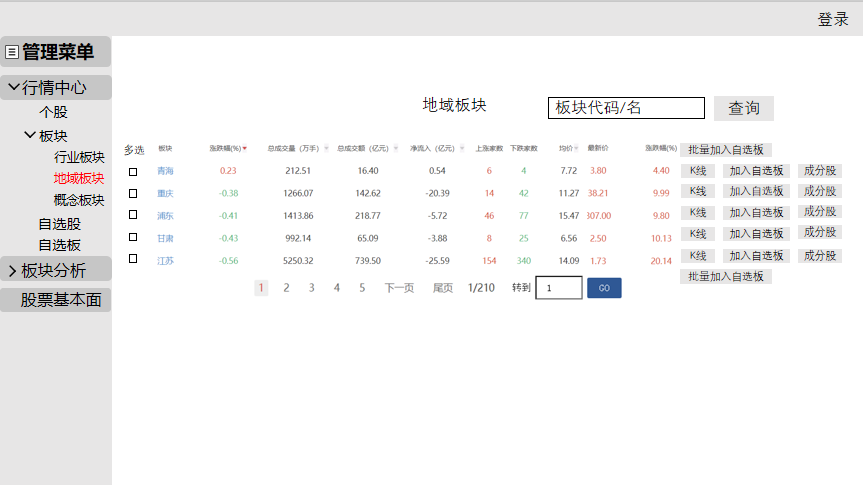 登录
管理菜单
行情中心
个股
板块
行业板块
地域板块
概念板块
自选股
自选板
板块分析
股票基本面
地域板块 板块代码/名 查询
多选 板块 涨跌幅(%) 总成交量（万手） 总成交额（亿元） 净流入（亿元） 上涨家数 下跌家数 均价 最新价 涨跌幅(%) 批量加入自选板
青海 0.23 212.51 16.40 0.54 6 4 7.72 3.80 4.40 K线 加入自选板 成分股
重庆 -0.38 1266.07 142.62 -20.39 14 42 11.27 38.21 9.99 K线 加入自选板 成分股
浦东 -0.41 1413.86 218.77 -5.72 46 77 15.47 307.00 9.80 K线 加入自选板 成分股
甘肃 -0.43 992.14 65.09 -3.88 8 25 6.56 2.50 10.13 K线 加入自选板 成分股
江苏 -0.56 5250.32 739.50 -25.59 154 340 14.09 1.73 20.14 K线 加入自选板 成分股
批量加入自选板
1 2 3 4 5 下一页 尾页 1/210 转到 1 GO